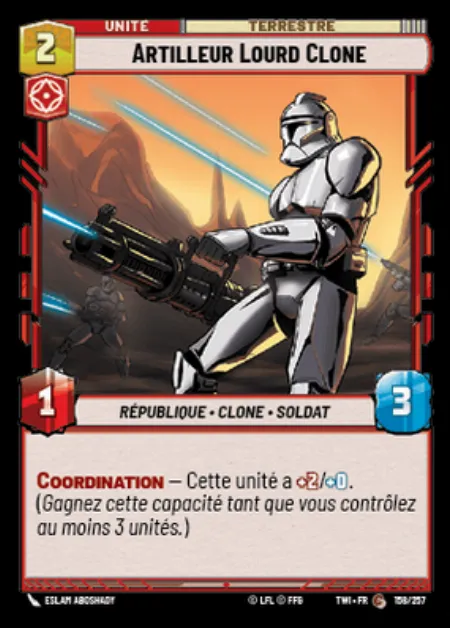 UNITÉ
TERRESTRE
2
ARTILLEUR LOURD CLONE
1
RÉPUBLIQUE • CLONE • SOLDAT
3
COORDINATION – Cette unité a +2/+0.
(Gagnez cette capacité tant que vous contrôlez
au moins 3 unités.)
ESLAM ABOSHADY
© LFL © FFG
TWI • FR
C
158/257